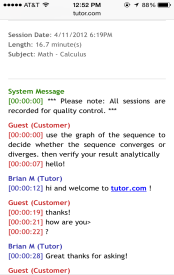 AT&T 12:52 PM 88%
tutor.com
Session Date: 4/11/2012 6:19PM
Length: 16.7 minute(s)
Subject: Math - Calculus
System Message
[00:00:00] *** Please note: All sessions are
recorded for quality control. ***
Guest (Customer)
[00:00:00] use the graph of the sequence to
decide whether the sequence converges or
diverges. then verify your result analytically
[00:00:07] hello!
Brian M (Tutor)
[00:00:12] hi and welcome to tutor.com !
Guest (Customer)
[00:00:19] thanks!
[00:00:21] how are you>
[00:00:22] ?
Brian M (Tutor)
[00:00:28] Great thanks for asking!
Guest (Customer)